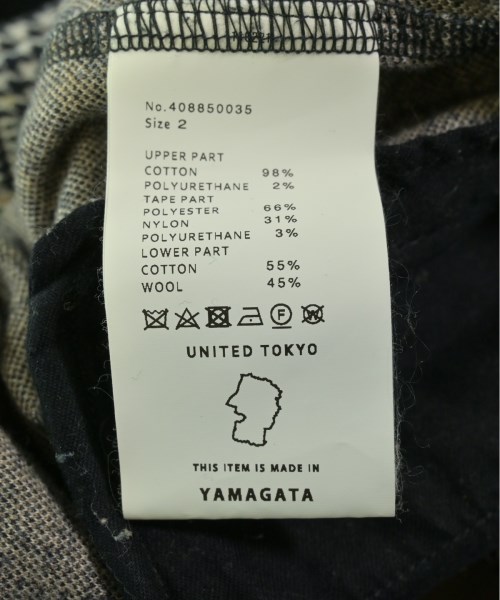 No.408850035
Size 2
UPPER PART
COTTON 98%
POLYURETHANE 2%
TAPE PART
POLYESTER 66%
NYLON 31%
POLYURETHANE 3%
LOWER PART
COTTON 55%
WOOL 45%
F W
UNITED TOKYO
THIS ITEM IS MADE IN
YAMAGATA